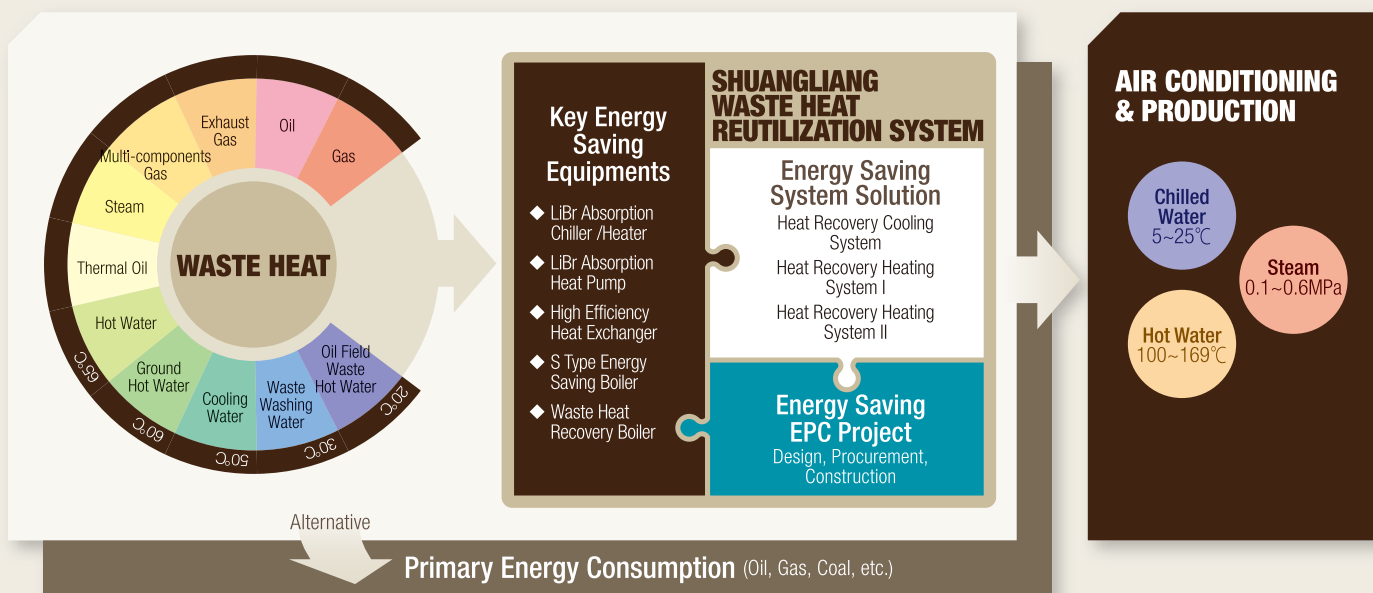 Exhaust
Gas
Oil
Gas
Multi-components
Gas
Steam
Thermal Oil
Hot Water
Ground
Hot Water
Cooling
Water
Waste
Washing
Water
Oil Field
Waste
Hot Water
65℃
60℃
50℃
30℃
20℃
WASTE HEAT
Key Energy
Saving
Equipments
◆ LiBr Absorption
Chiller /Heater
◆ LiBr Absorption
Heat Pump
◆ High Efficiency
Heat Exchanger
◆ S Type Energy
Saving Boiler
◆ Waste Heat
Recovery Boiler
SHUANGLIANG
WASTE HEAT
REUTILIZATION SYSTEM
Energy Saving
System Solution
Heat Recovery Cooling
System
Heat Recovery Heating
System I
Heat Recovery Heating
System II
Energy Saving
EPC Project
Design, Procurement,
Construction
AIR CONDITIONING
& PRODUCTION
Chilled
Water
5~25℃
Steam
0.1~0.6MPa
Hot Water
100~169℃
Alternative
Primary Energy Consumption (Oil, Gas, Coal, etc.)